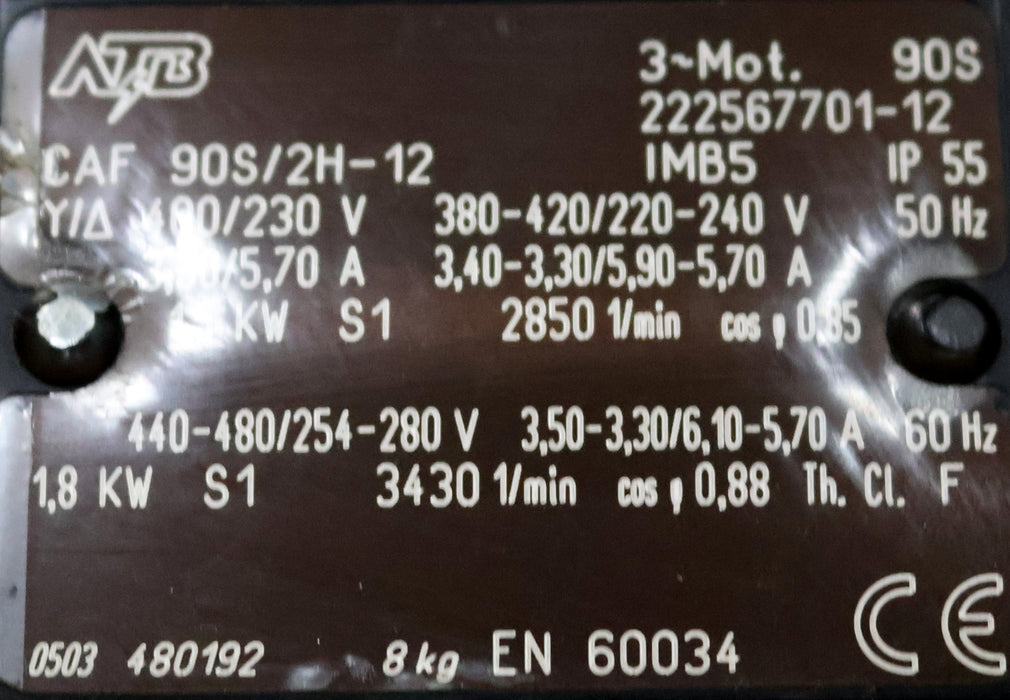 ATB 3~Mot. 90S
222567701-12
CAF 90S/2H-12 IMB5 IP 55
Y/Δ 400/230 V 380-420/220-240 V 50 Hz
A 3,40-3,30/5,90-5,70 A
KW S1 2850 1/min cos φ 0,85
440-480/254-280 V 3,50-3,30/6,10-5,70 A 60 Hz
1,8 KW S1 3430 1/min cos φ 0,88 Th. Cl. F
0503 480192 8 kg EN 60034 CE